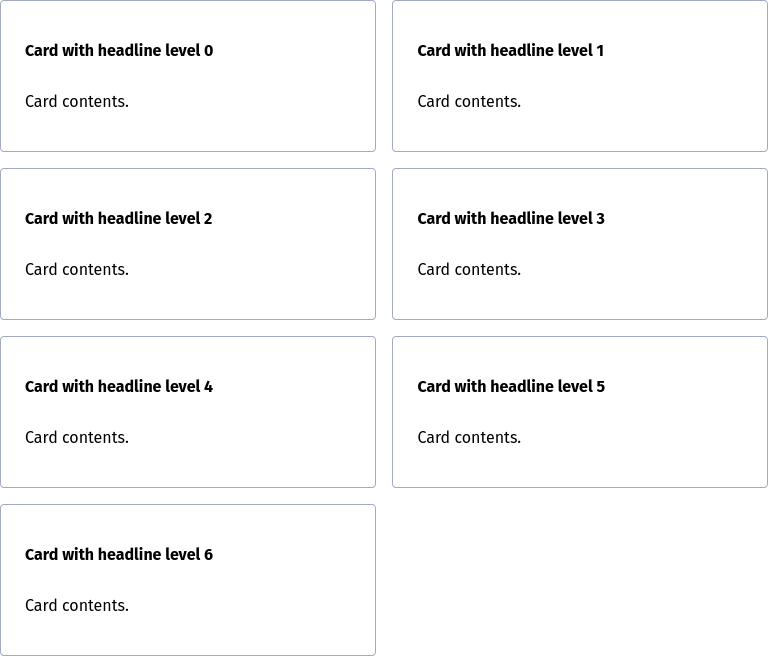 Card with headline level 0
Card contents.
Card with headline level 1
Card contents.
Card with headline level 2
Card contents.
Card with headline level 3
Card contents.
Card with headline level 4
Card contents.
Card with headline level 5
Card contents.
Card with headline level 6
Card contents.